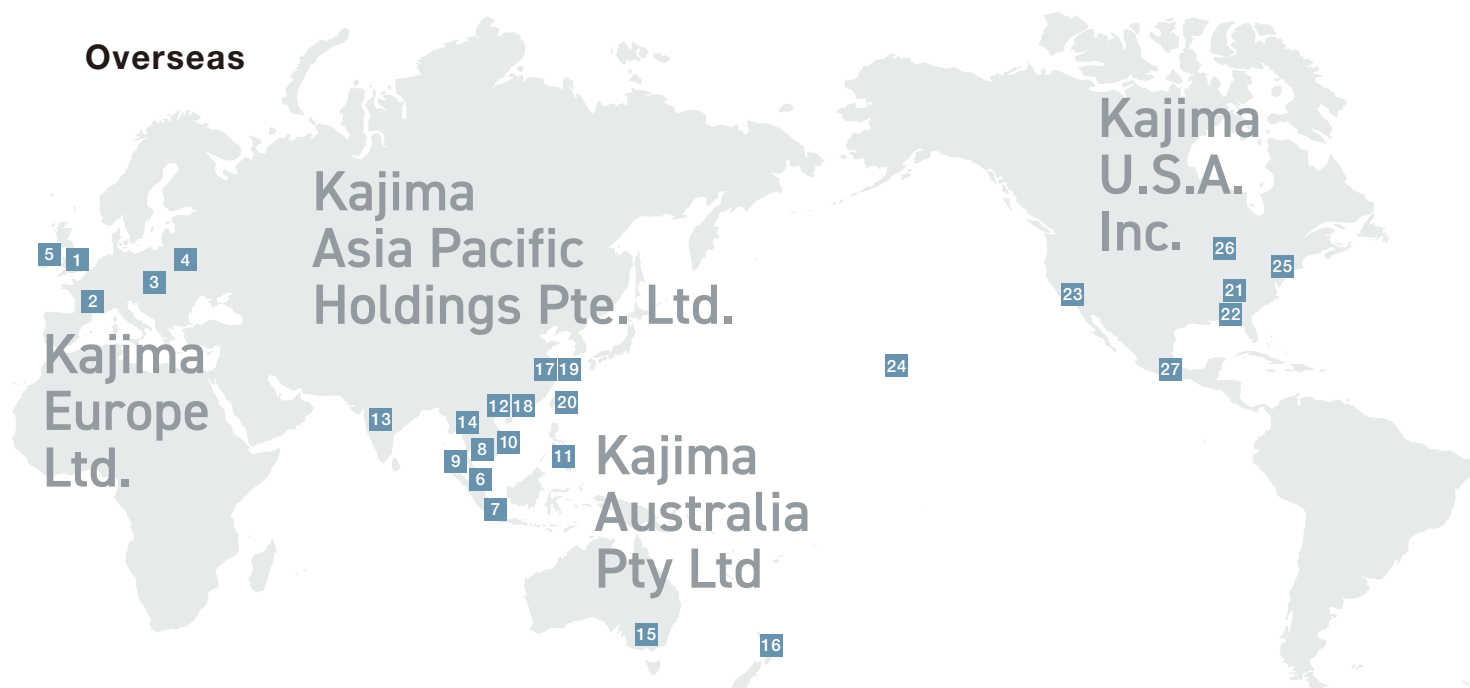 Overseas
Kajima
U.S.A.
Inc.
Kajima
Asia Pacific
Holdings Pte. Ltd.
Kajima
Europe
Ltd.
Kajima
Australia
Pty Ltd
5
1
4
3
2
26
25
21
23
22
17
19
24
27
12
18
20
13
14
10
8
11
9
6
7
15
16